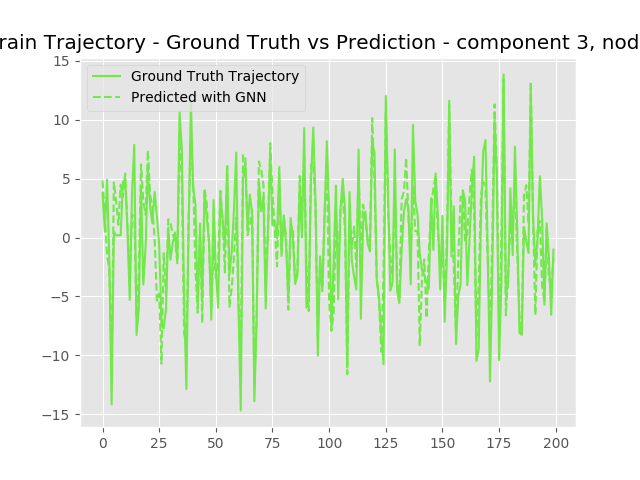 rain Trajectory - Ground Truth vs Prediction - component 3, nod
Ground Truth Trajectory
Predicted with GNN
15
10
5
0
−5
−10
−15
0 25 50 75 100 125 150 175 200